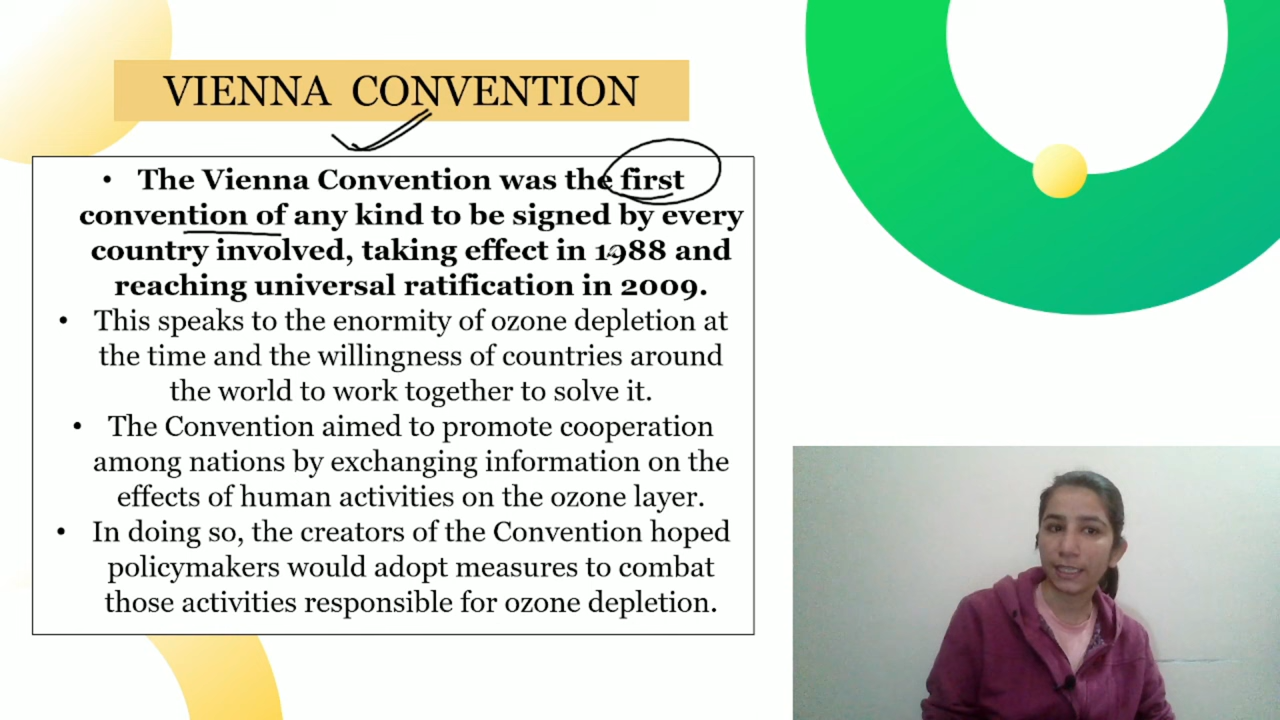 VIENNA CONVENTION
• The Vienna Convention was the first
convention of any kind to be signed by every
country involved, taking effect in 1988 and
reaching universal ratification in 2009.
• This speaks to the enormity of ozone depletion at
the time and the willingness of countries around
the world to work together to solve it.
• The Convention aimed to promote cooperation
among nations by exchanging information on the
effects of human activities on the ozone layer.
• In doing so, the creators of the Convention hoped
policymakers would adopt measures to combat
those activities responsible for ozone depletion.